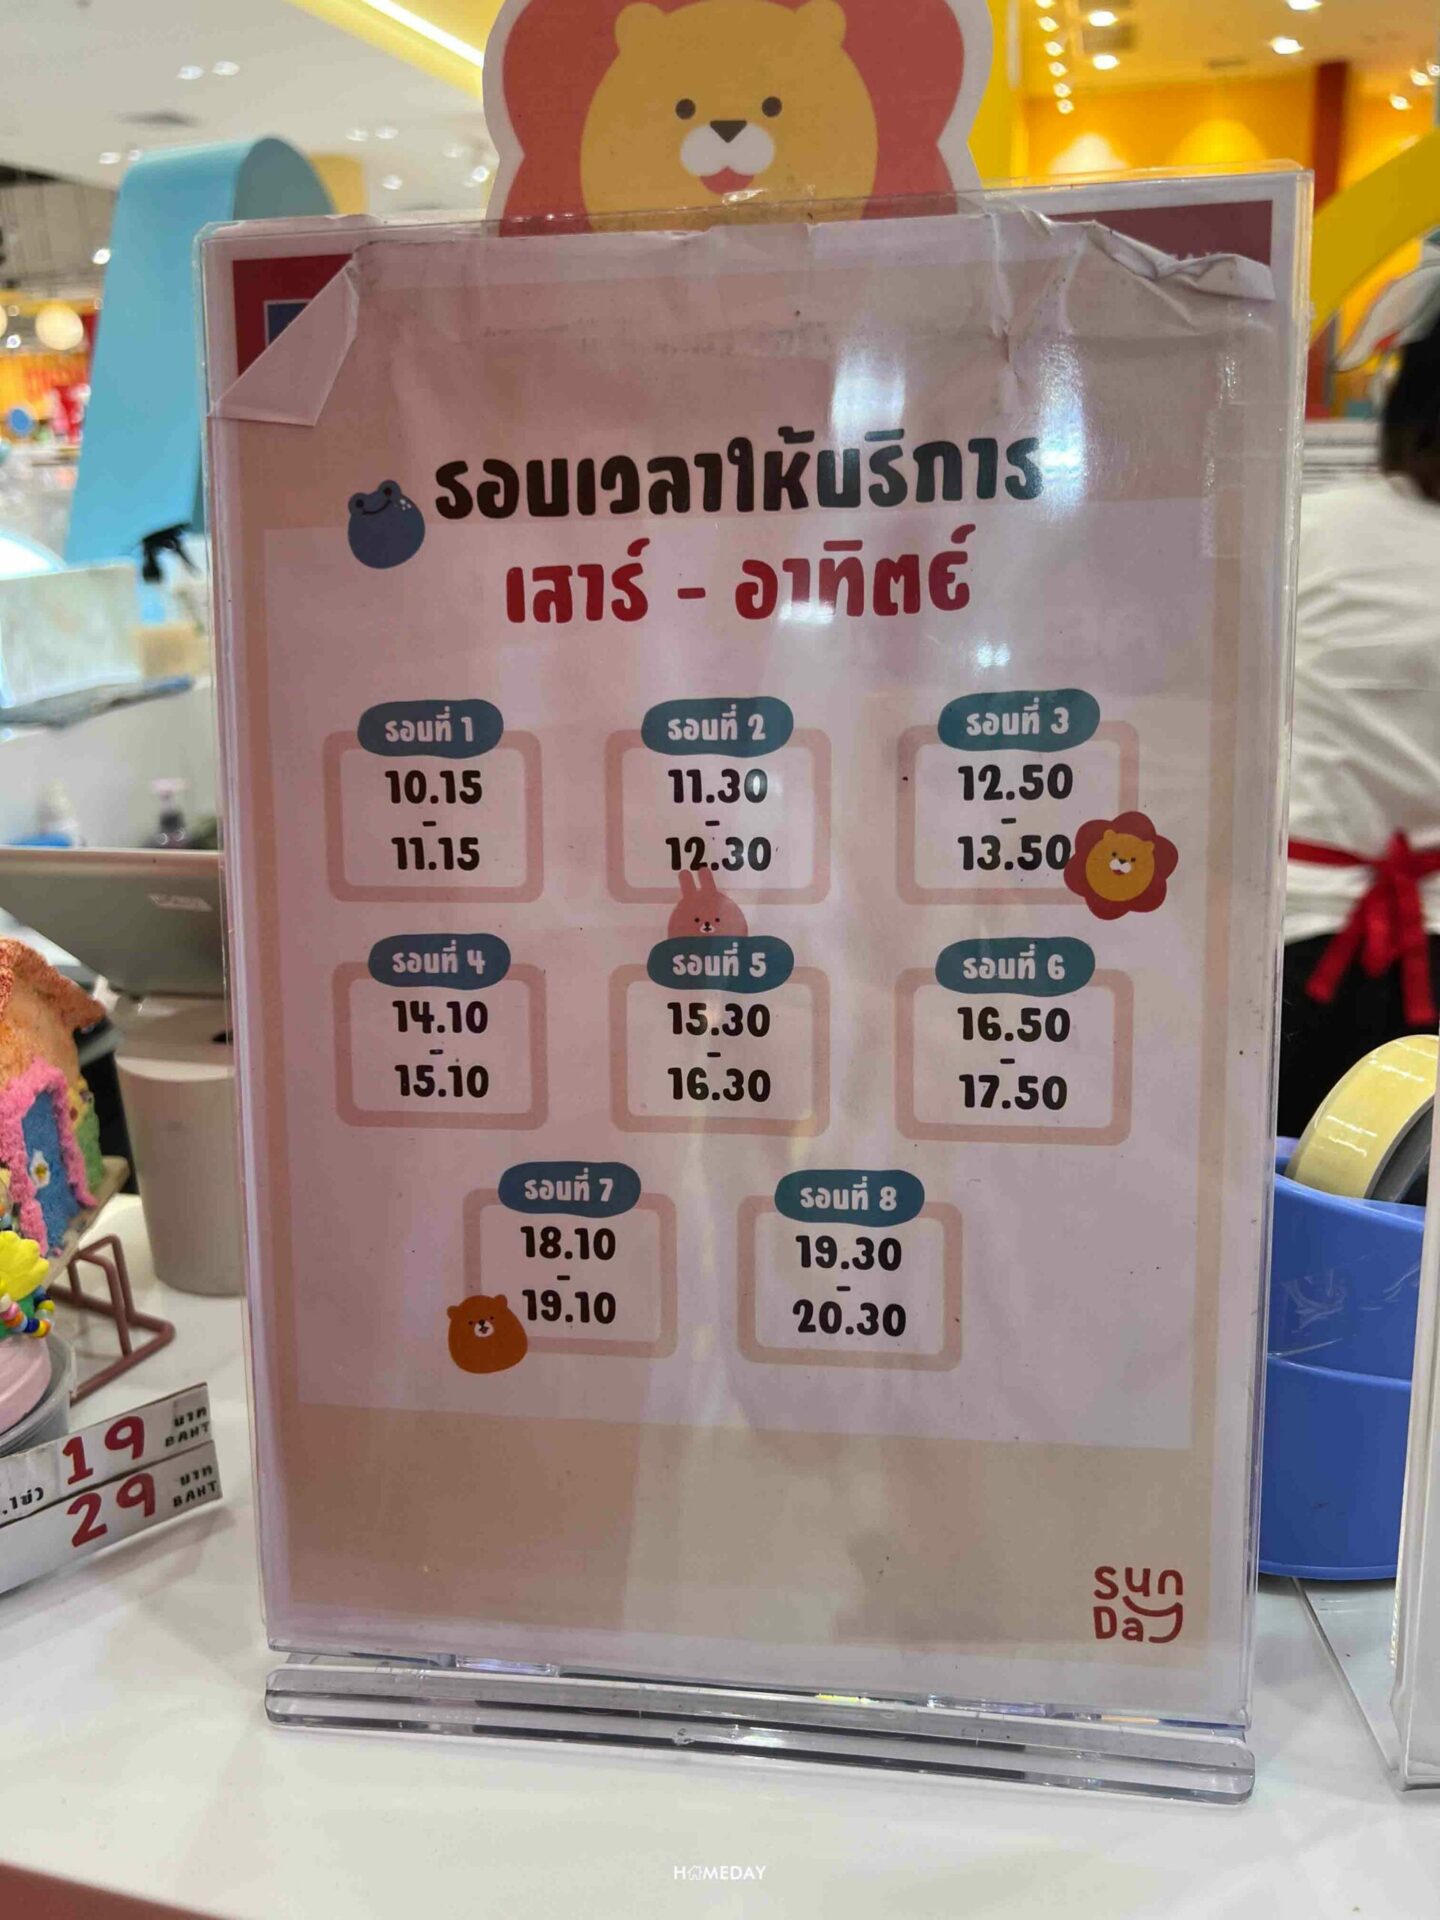 รอบเวลาให้บริการ
เสาร์ - อาทิตย์
รอบที่ 1
10.15
-
11.15
รอบที่ 2
11.30
-
12.30
รอบที่ 3
12.50
-
13.50
รอบที่ 4
14.10
-
15.10
รอบที่ 5
15.30
-
16.30
รอบที่ 6
16.50
-
17.50
รอบที่ 7
18.10
-
19.10
รอบที่ 8
19.30
-
20.30
19 บาท
BAHT
29 บาท
BAHT
sun
Day
HOMEDAY